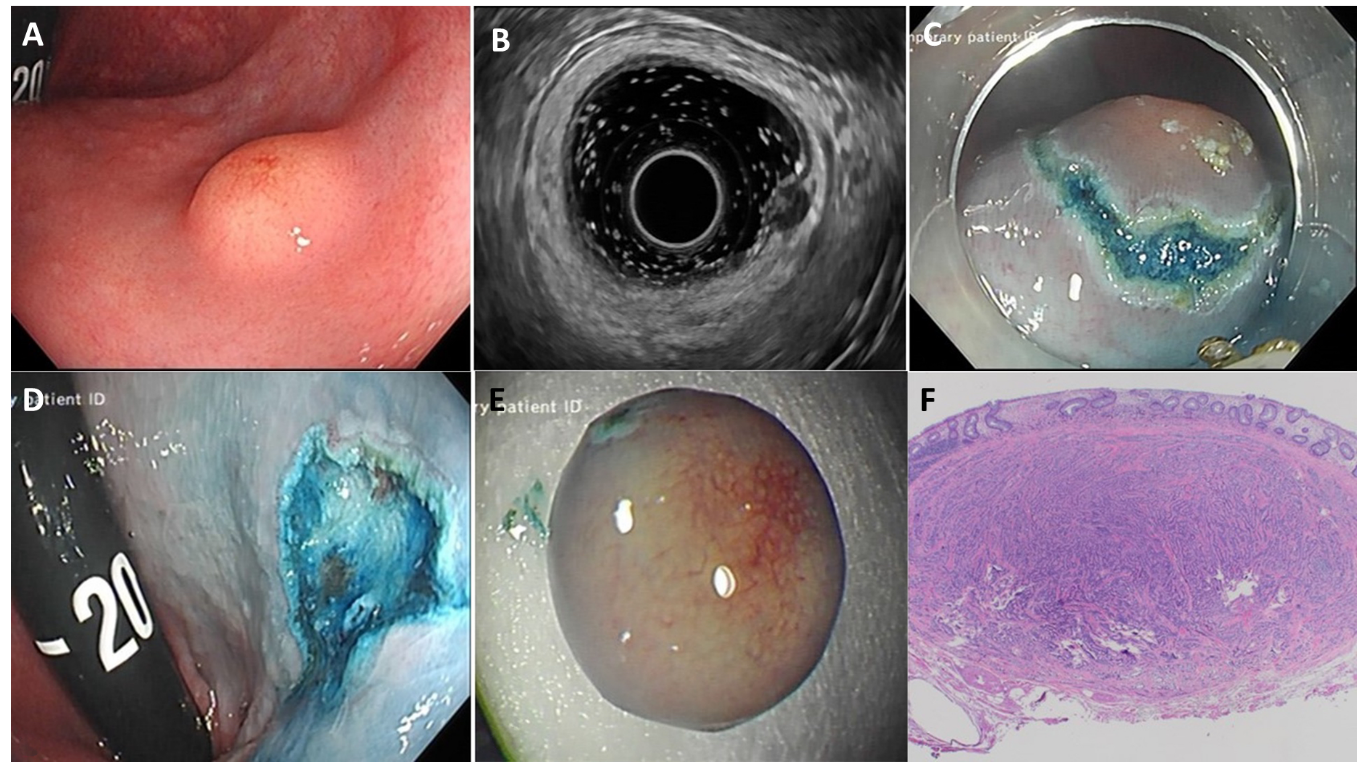 A
20
B
C
mporary patient ID
D
y patient ID
- 20
E
ry patient ID
F